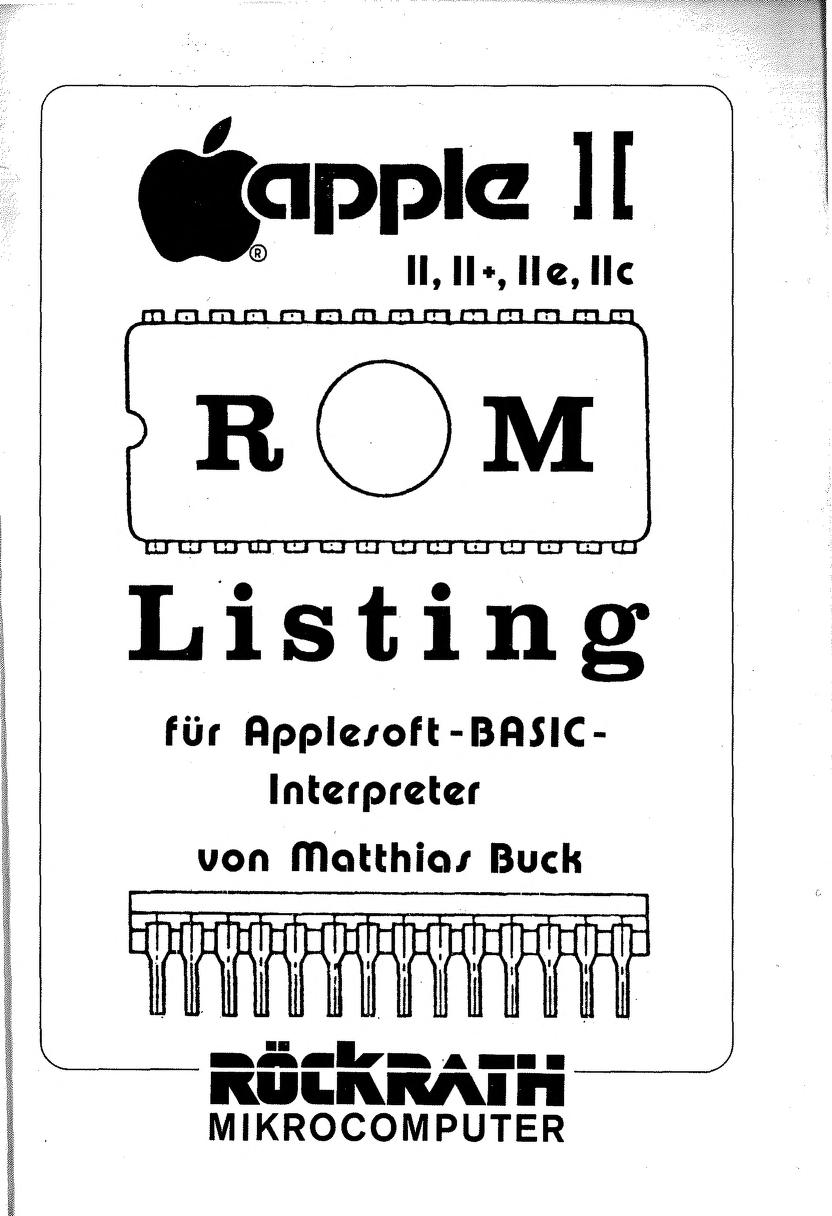 apple ][
®
II, II+, IIe, IIc
R M
Listing
für Applesoft-BASIC-
Interpreter
von Matthias Buck
RÖCKRATH
MIKROCOMPUTER